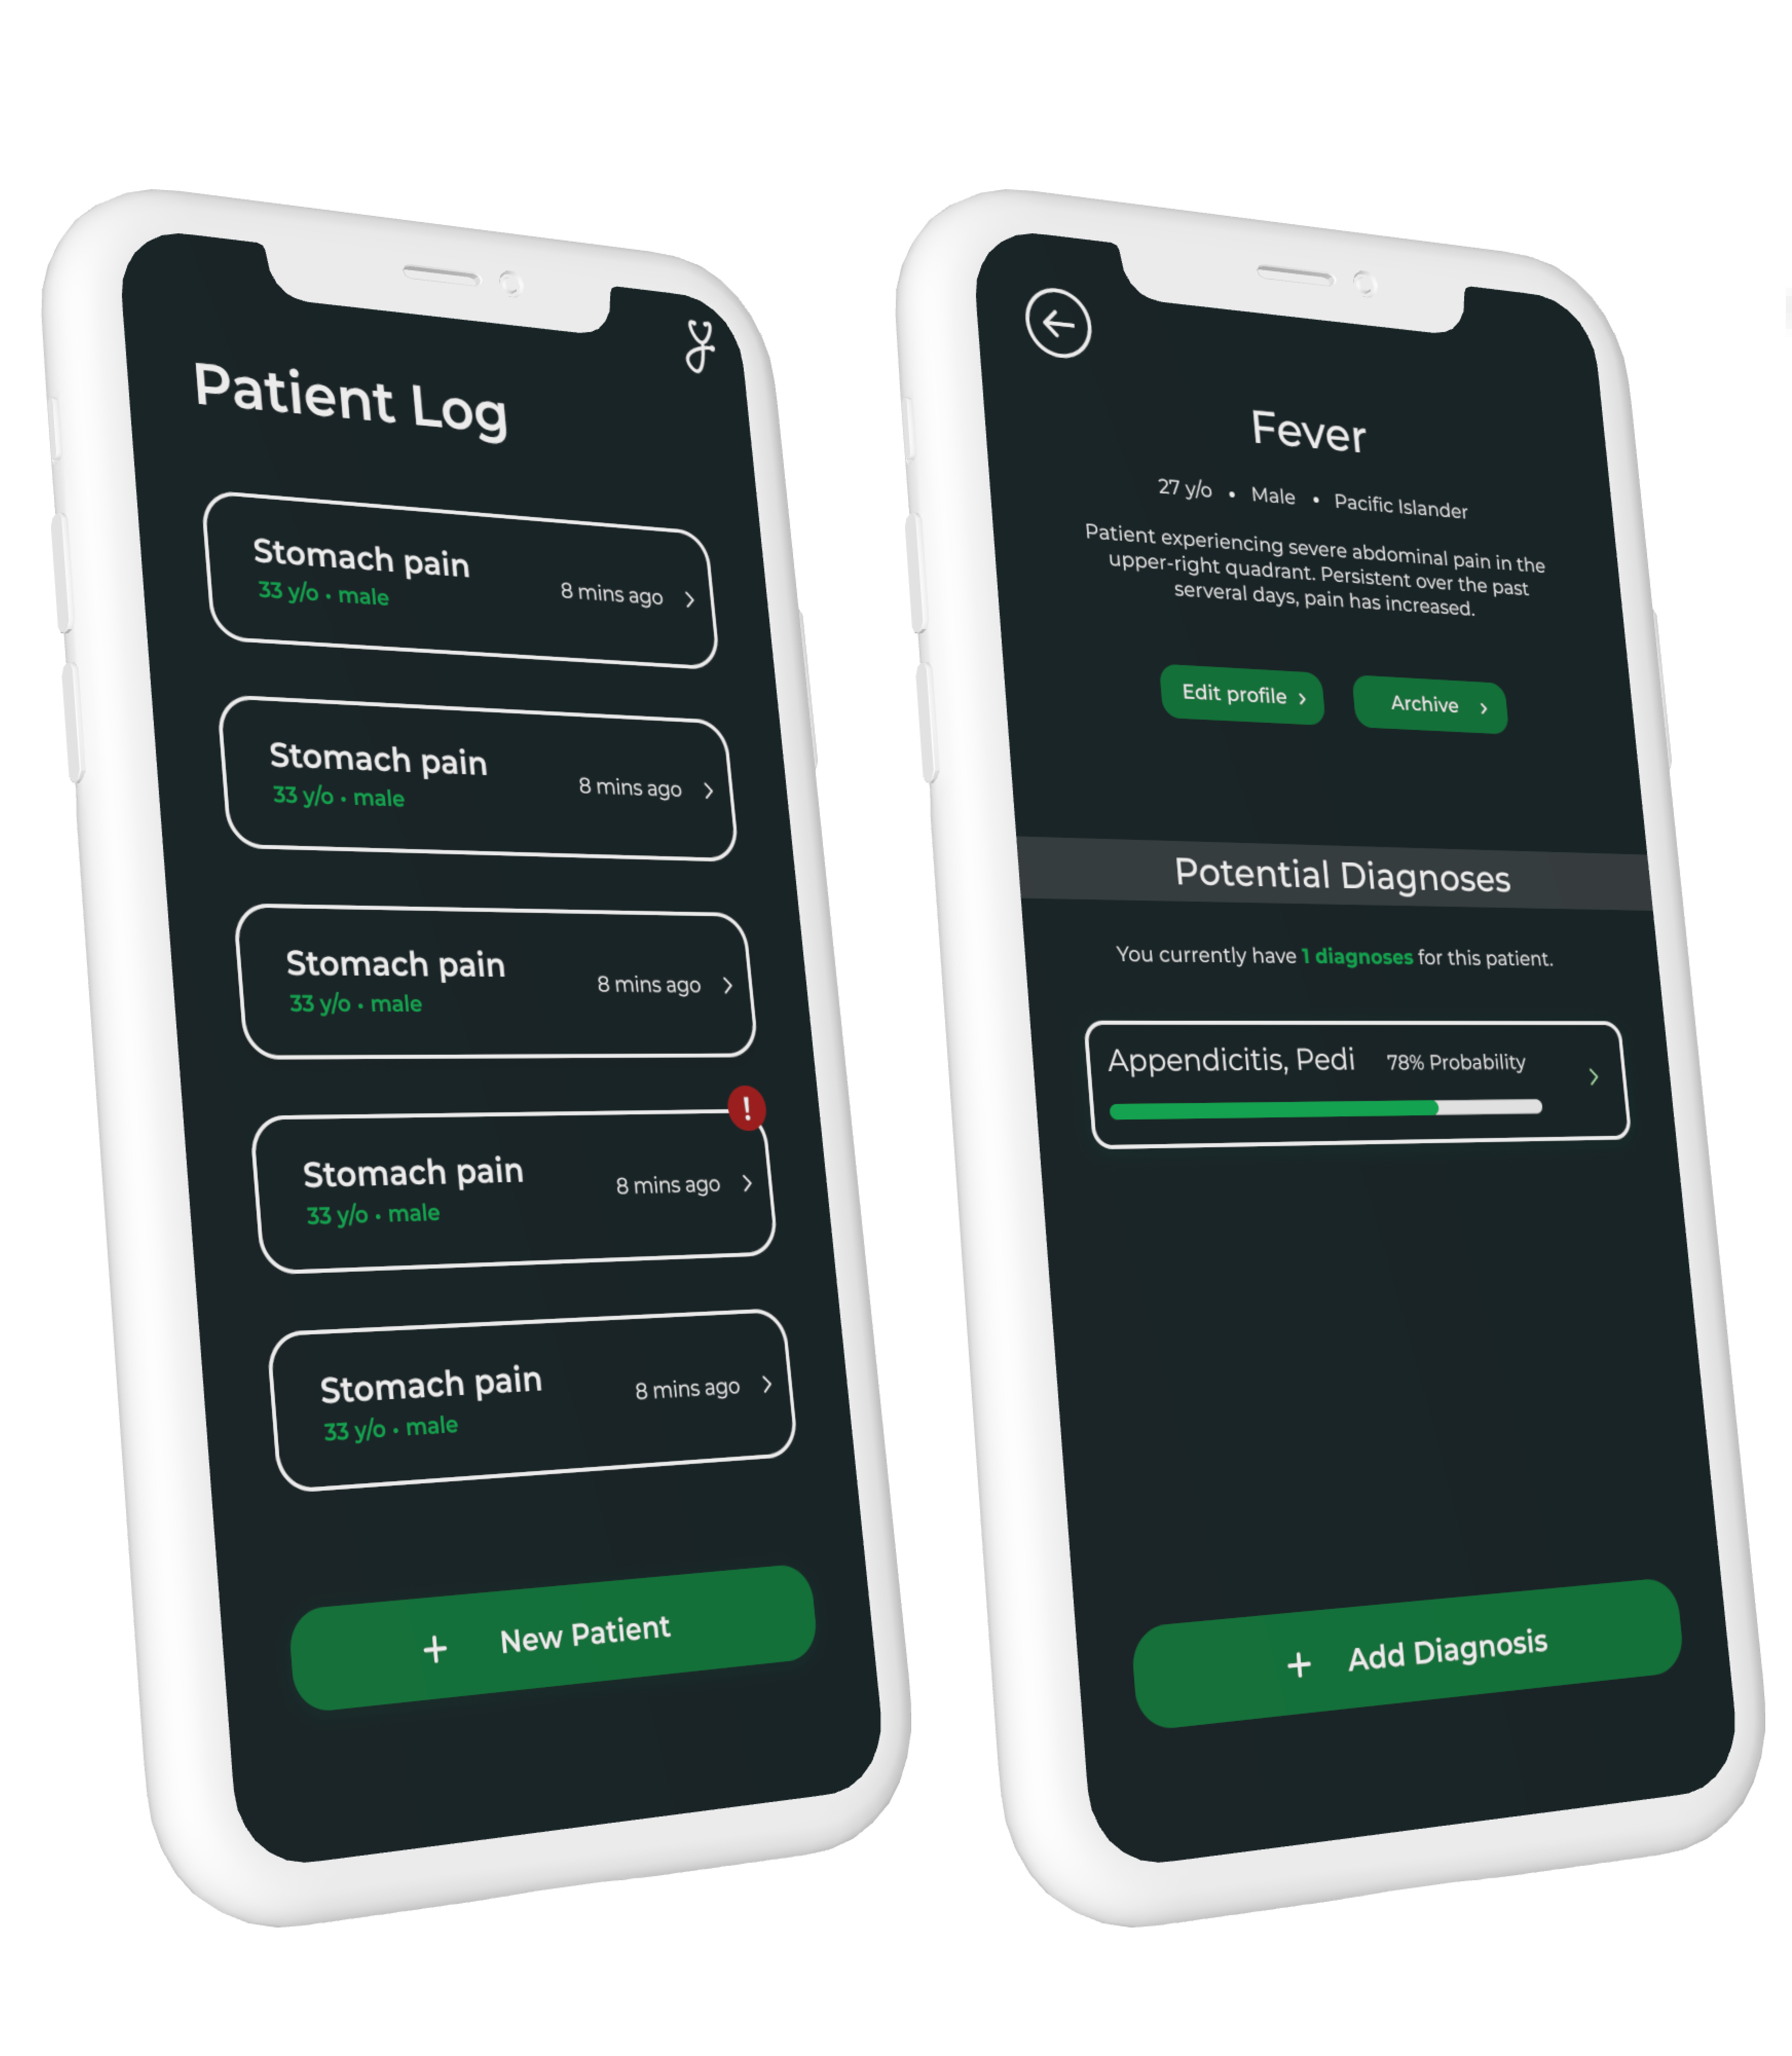 Patient Log
Stomach pain
33 y/o • male
8 mins ago
Stomach pain
33 y/o • male
8 mins ago
Stomach pain
33 y/o • male
8 mins ago
!
Stomach pain
33 y/o • male
8 mins ago
Stomach pain
33 y/o • male
8 mins ago
+ New Patient
Fever
27 y/o • Male • Pacific Islander
Patient experiencing severe abdominal pain in the
upper-right quadrant. Persistent over the past
serveral days, pain has increased.
Edit profile
Archive
Potential Diagnoses
You currently have 1 diagnoses for this patient.
Appendicitis, Pedi 78% Probability
+ Add Diagnosis